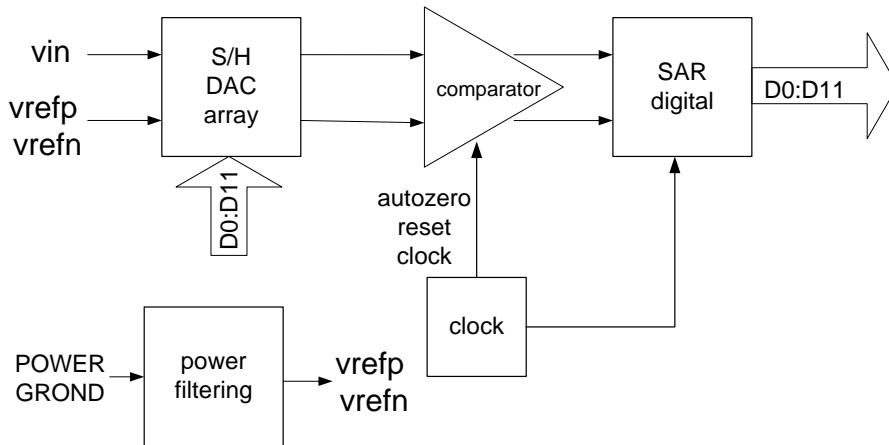 vin
vrefp
vrefn
S/H
DAC
array
D0:D11
comparator
SAR
digital
D0:D11
autozero
reset
clock
clock
POWER
GROND
power
filtering
vrefp
vrefn